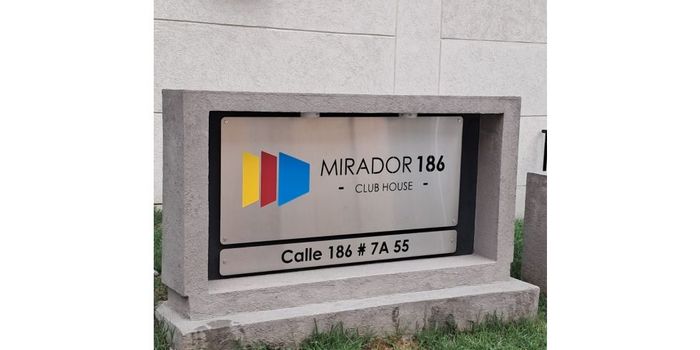 MIRADOR 186
- CLUB HOUSE -
Calle 186 # 7A 55